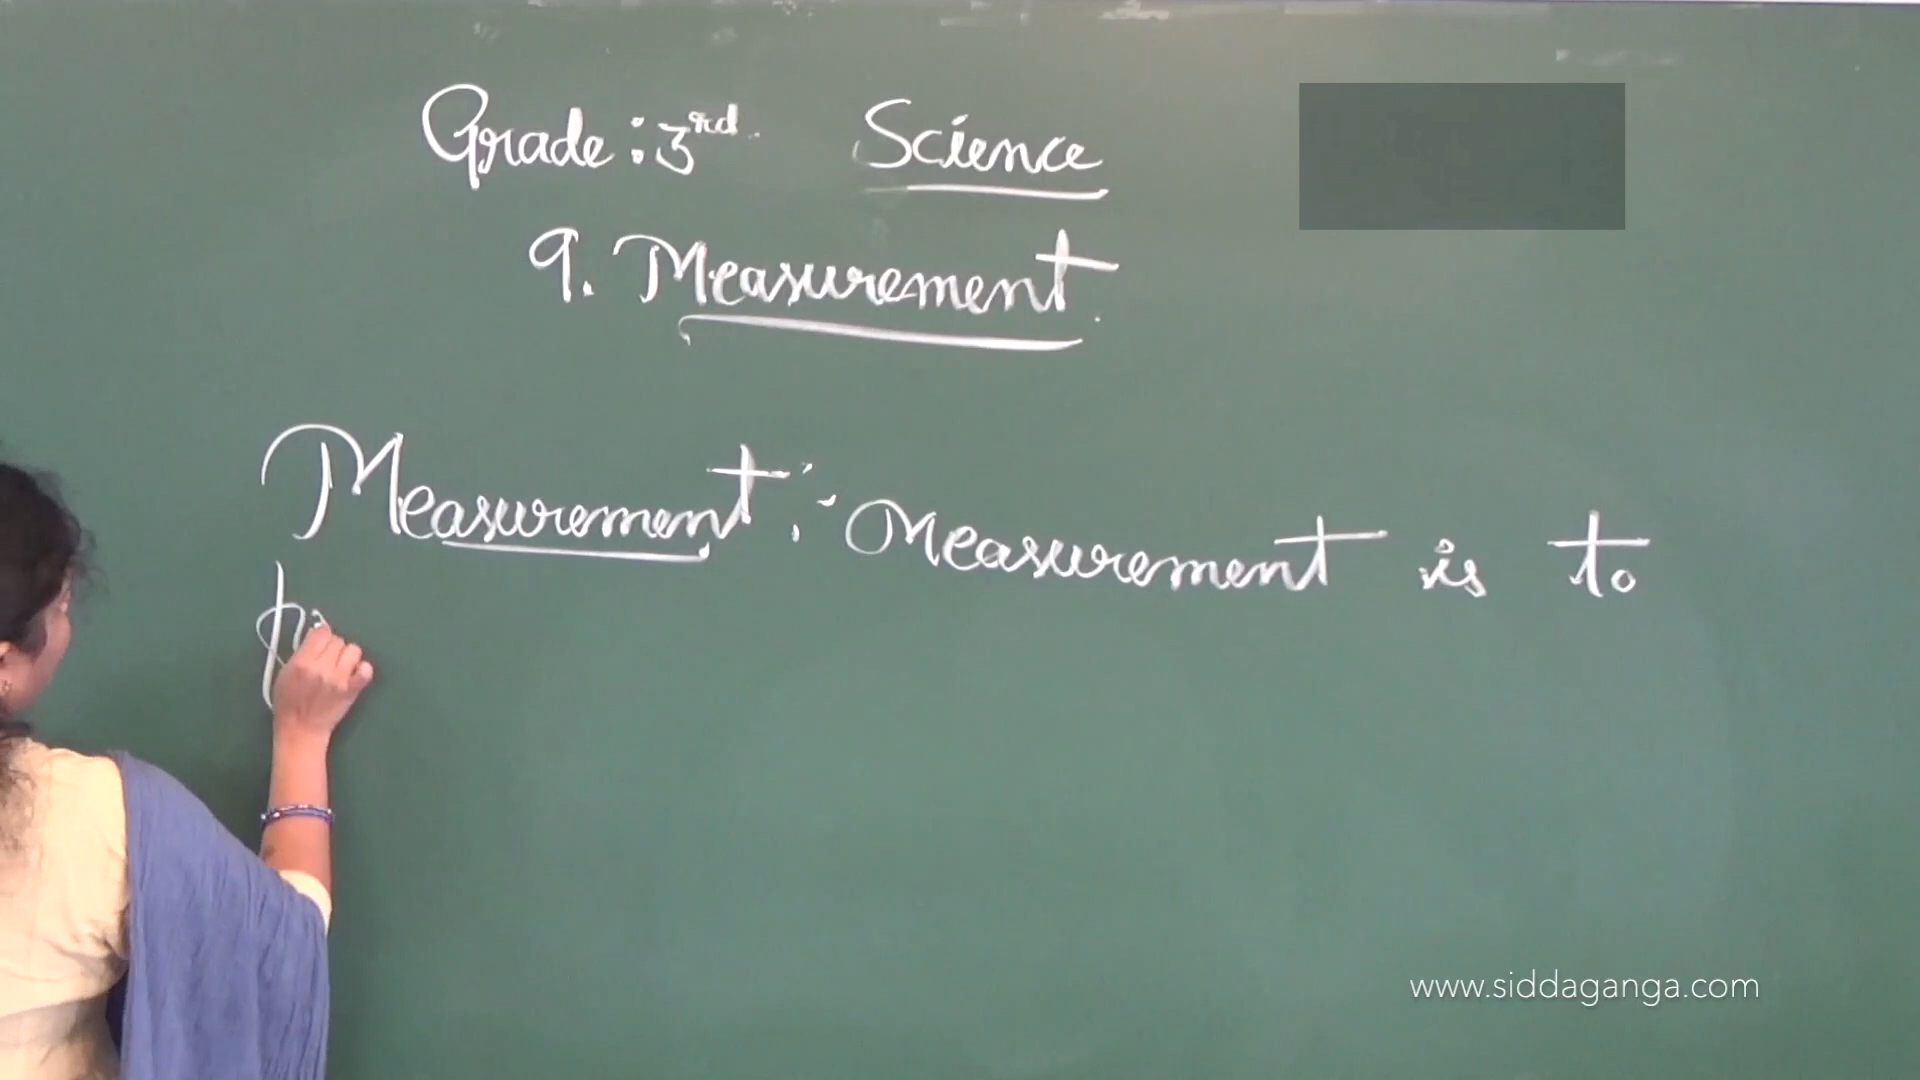 Grade: 3rd Science
9. Measurement.
Measurement :- Measurement is to
www.siddaganga.com